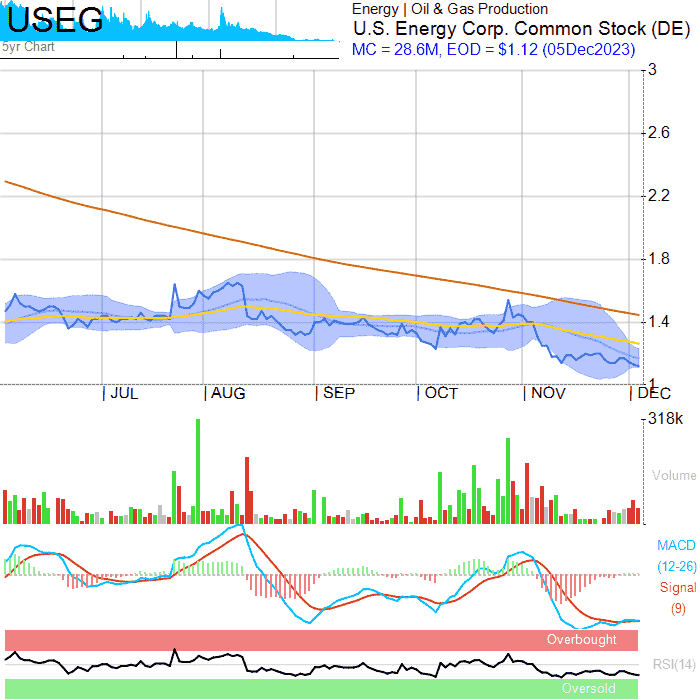 USEG
5yr Chart
Energy | Oil & Gas Production
U.S. Energy Corp. Common Stock (DE)
MC = 28.6M, EOD = $1.12 (05Dec2023)
3
2.6
2.2
1.8
1.4
1
| JUL | AUG | SEP | OCT | NOV | DEC
318k
Volume
MACD
(12-26)
Signal
(9)
Overbought
RSI(14)
Oversold